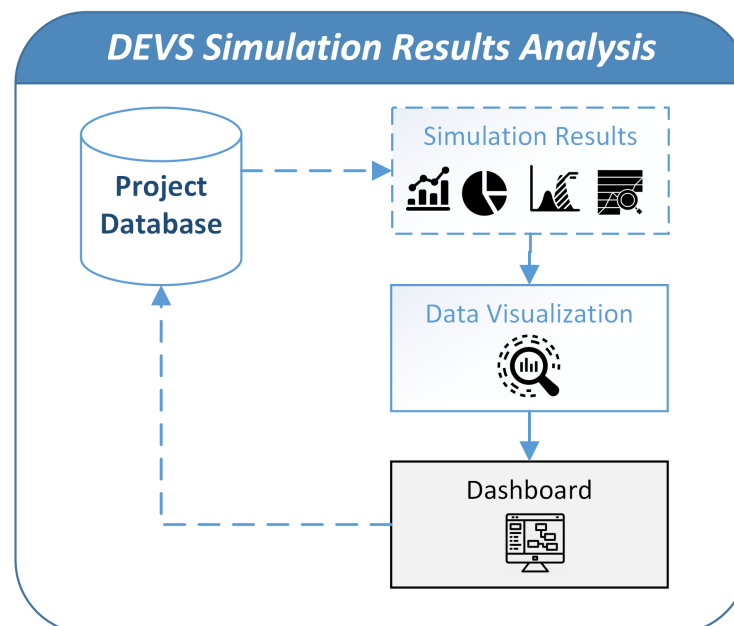 DEVS Simulation Results Analysis
Project
Database
Simulation Results
Data Visualization
Dashboard